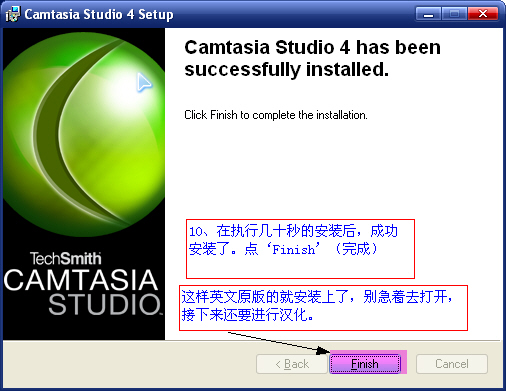 Camtasia Studio 4 Setup
Camtasia Studio 4 has been
successfully installed.
Click Finish to complete the installation.
10、在执行几十秒的安装后，成功
安装了。点‘Finish’（完成）
TechSmith
CAMTASIA
STUDIO
这样英文原版的就安装上了，别急着去打开，
接下来还要进行汉化。
< Back
Finish
Cancel